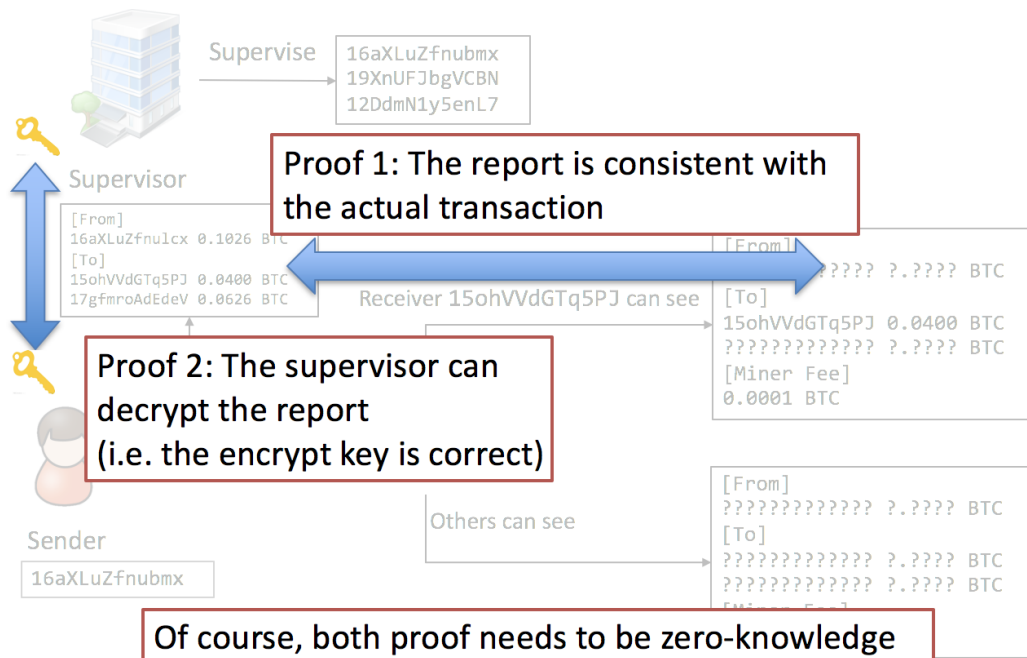 Supervise
16aXLuZfnubmx
19XnUFJbgVCBN
12DdmN1y5enL7
Proof 1: The report is consistent with
the actual transaction
Supervisor
[From]
16aXLuZfnulcx 0.1026 BTC
[To]
15ohVVdGTq5PJ 0.0400 BTC
17gfmroAdEdeV 0.0626 BTC
Receiver 15ohVVdGTq5PJ can see
[From]
????? ?.???? BTC
[To]
15ohVVdGTq5PJ 0.0400 BTC
????????????? ?.???? BTC
[Miner Fee]
0.0001 BTC
Proof 2: The supervisor can
decrypt the report
(i.e. the encrypt key is correct)
Others can see
[From]
????????????? ?.???? BTC
[To]
????????????? ?.???? BTC
????????????? ?.???? BTC
[Miner Fee]
Sender
16aXLuZfnubmx
Of course, both proof needs to be zero-knowledge